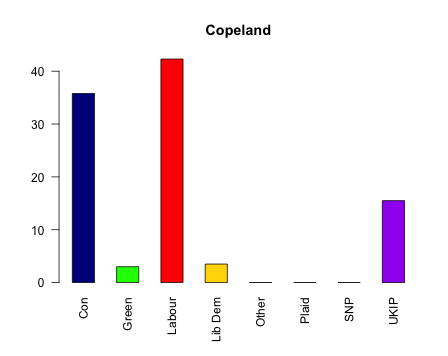 Copeland
40
30
20
10
0
Con
Green
Labour
Lib Dem
Other
Plaid
SNP
UKIP